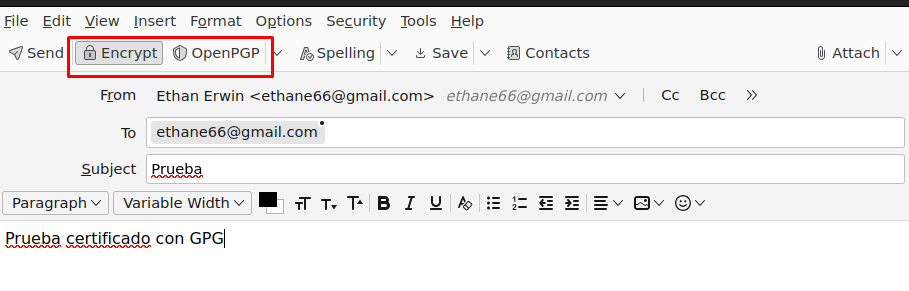 File Edit View Insert Format Options Security Tools Help
Send Encrypt OpenPGP Spelling Save Contacts Attach
From Ethan Erwin <ethane66@gmail.com> ethane66@gmail.com Cc Bcc
To ethane66@gmail.com
Subject Prueba
Paragraph Variable Width B I U
Prueba certificado con GPG